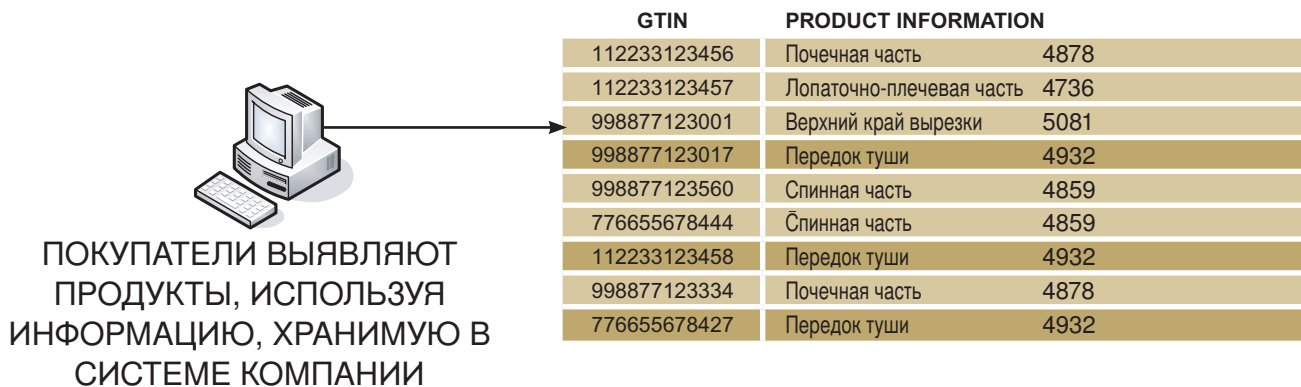 GTIN PRODUCT INFORMATION
112233123456 Почечная часть 4878
112233123457 Лопаточно-плечевая часть 4736
998877123001 Верхний край вырезки 5081
998877123017 Передок туши 4932
998877123560 Спинная часть 4859
776655678444 Спинная часть 4859
112233123458 Передок туши 4932
998877123334 Почечная часть 4878
776655678427 Передок туши 4932
ПОКУПАТЕЛИ ВЫЯВЛЯЮТ
ПРОДУКТЫ, ИСПОЛЬЗУЯ
ИНФОРМАЦИЮ, ХРАНИМУЮ В
СИСТЕМЕ КОМПАНИИ